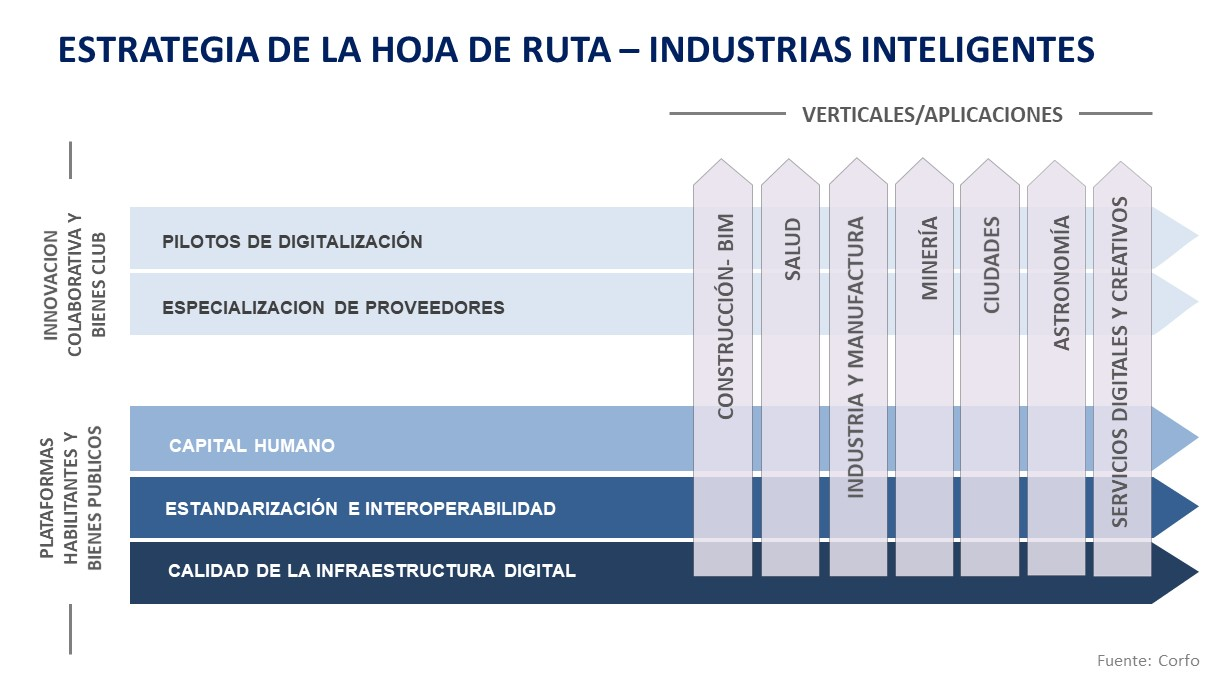 ESTRATEGIA DE LA HOJA DE RUTA – INDUSTRIAS INTELIGENTES
VERTICALES/APLICACIONES
INNOVACION
COLABORATIVA Y
BIENES CLUB
PILOTOS DE DIGITALIZACIÓN
ESPECIALIZACION DE PROVEEDORES
PLATAFORMAS
HABILITANTES Y
BIENES PUBLICOS
CAPITAL HUMANO
ESTANDARIZACIÓN E INTEROPERABILIDAD
CALIDAD DE LA INFRAESTRUCTURA DIGITAL
CONSTRUCCIÓN- BIM
SALUD
INDUSTRIA Y MANUFACTURA
MINERÍA
CIUDADES
ASTRONOMÍA
SERVICIOS DIGITALES Y CREATIVOS
Fuente: Corfo